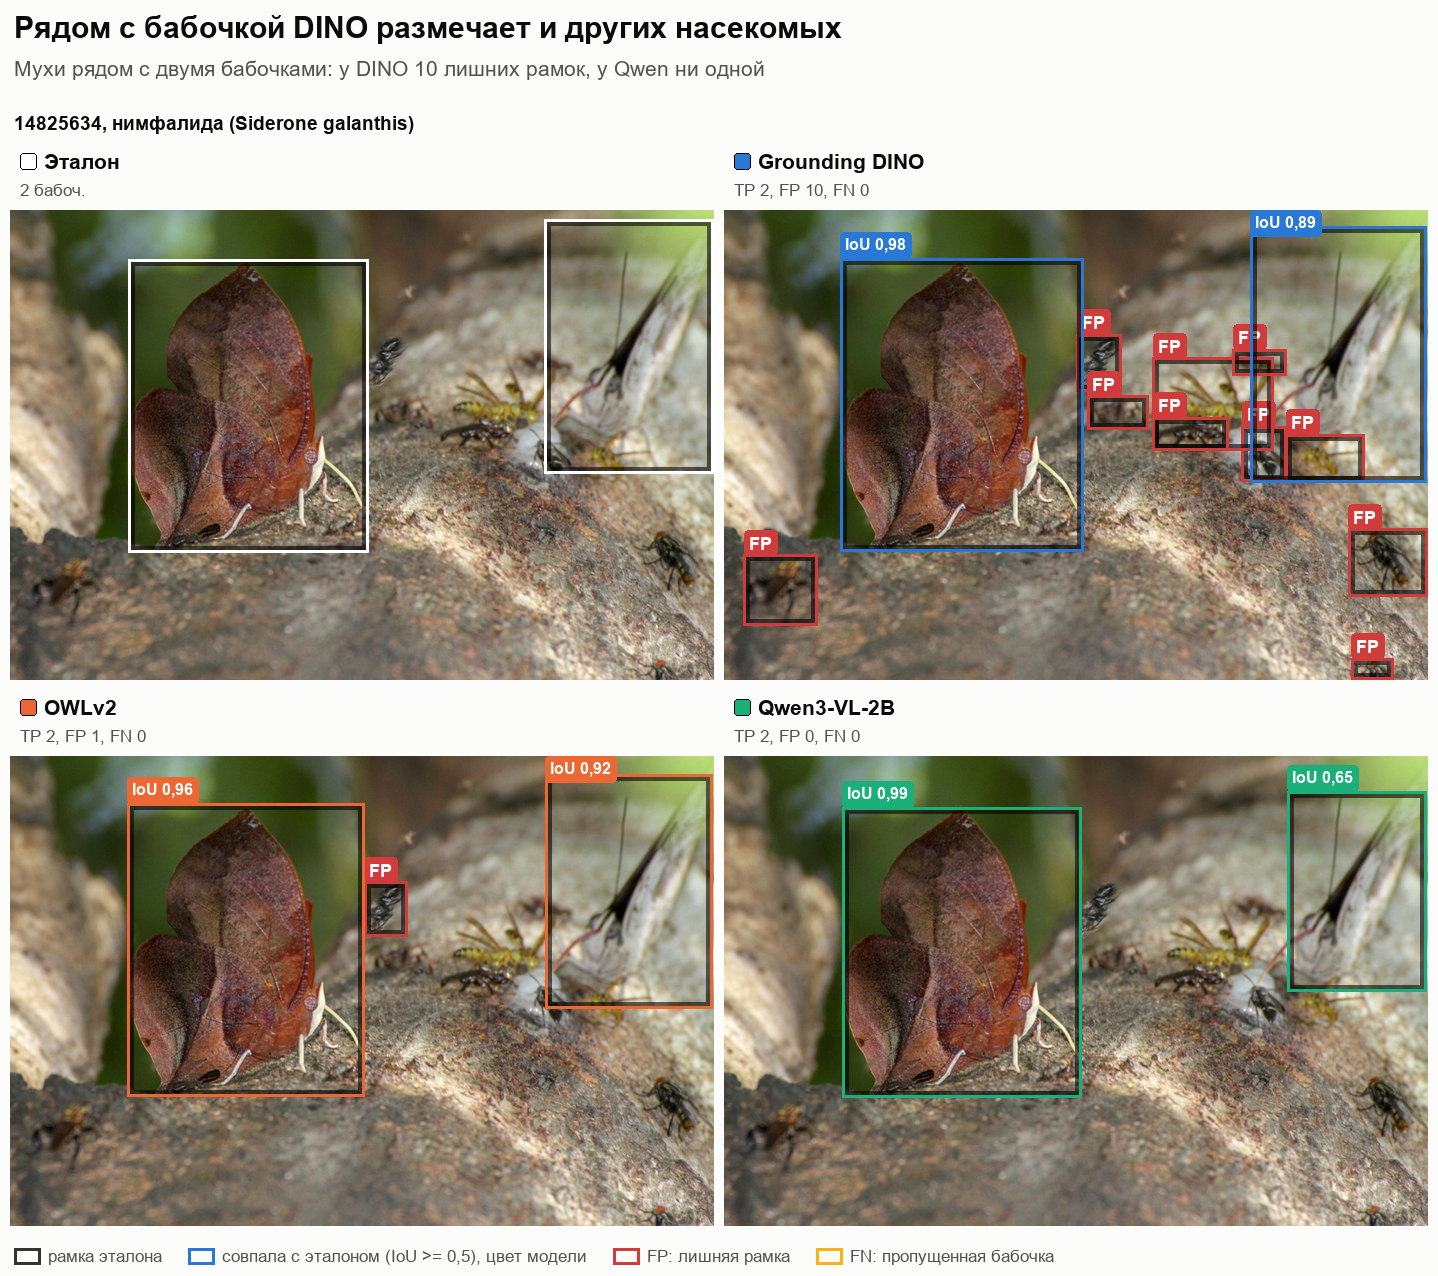 Рядом с бабочкой DINO размечает и других насекомых
Мухи рядом с двумя бабочками: у DINO 10 лишних рамок, у Qwen ни одной
14825634, нимфалида (Siderone galanthis)
Эталон
2 бабоч.
Grounding DINO
TP 2, FP 10, FN 0
IoU 0,98
IoU 0,89
FP
FP
FP
FP
FP
FP
FP
FP
FP
FP
OWLv2
TP 2, FP 1, FN 0
IoU 0,96
IoU 0,92
FP
Qwen3-VL-2B
TP 2, FP 0, FN 0
IoU 0,99
IoU 0,65
рамка эталона
совпала с эталоном (IoU >= 0,5), цвет модели
FP: лишняя рамка
FN: пропущенная бабочка